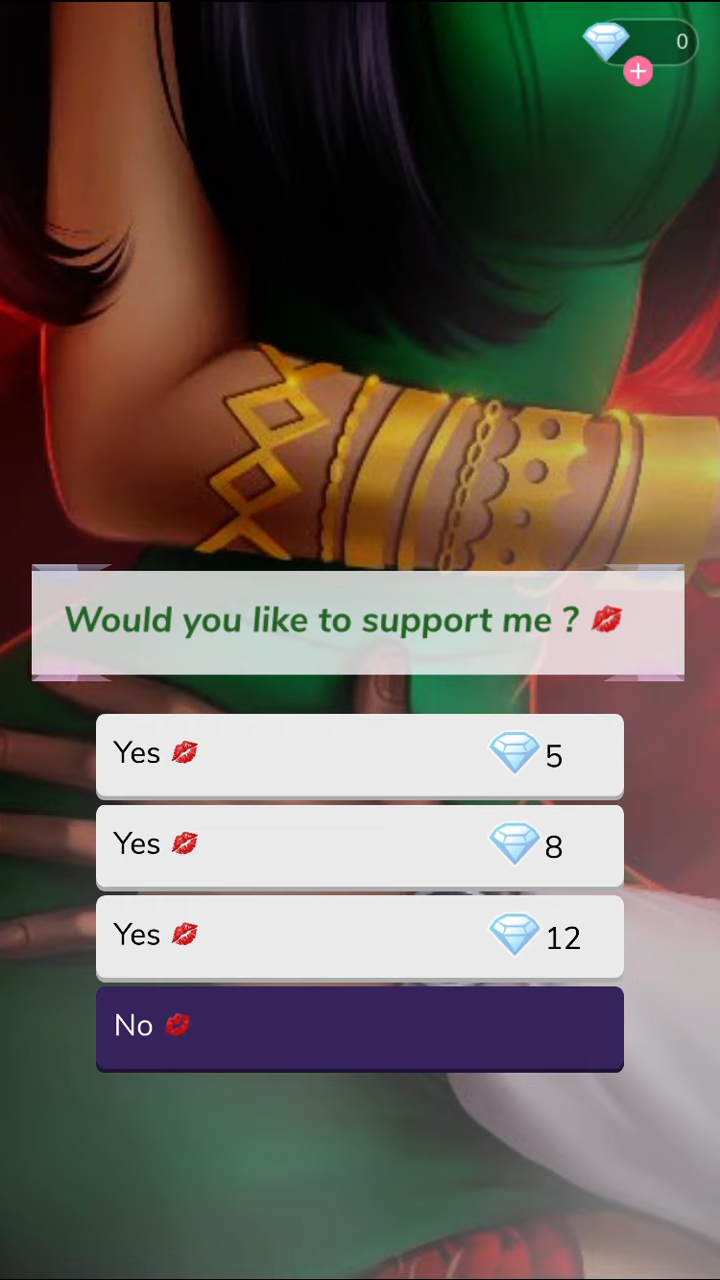 0
Would you like to support me ? 💋
Yes 💋 5
Yes 💋 8
Yes 💋 12
No 💋